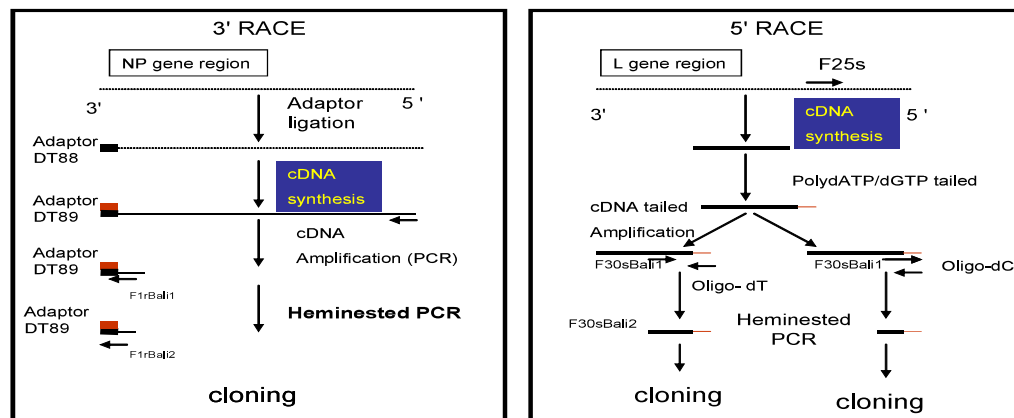 3' RACE
NP gene region
3'
5 '
Adaptor
ligation
Adaptor
DT88
cDNA
synthesis
Adaptor
DT89
cDNA
Amplification (PCR)
Adaptor
DT89
F1rBali1
Heminested PCR
Adaptor
DT89
F1rBali2
cloning
5' RACE
L gene region
F25s
3'
5 '
cDNA
synthesis
PolydATP/dGTP tailed
cDNA tailed
Amplification
F30sBali1
F30sBali1
Oligo-dC
Oligo- dT
F30sBali2
Heminested
PCR
cloning
cloning